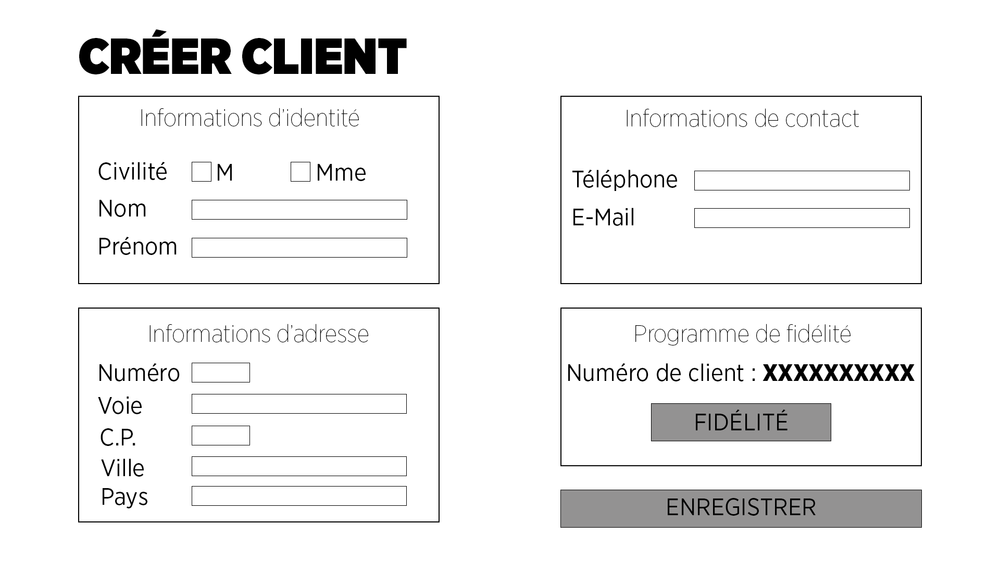 CRÉER CLIENT
Informations d’identité
Civilité M Mme
Nom
Prénom
Informations de contact
Téléphone
E-Mail
Informations d’adresse
Numéro
Voie
C.P.
Ville
Pays
Programme de fidélité
Numéro de client : XXXXXXXXXX
FIDÉLITÉ
ENREGISTRER